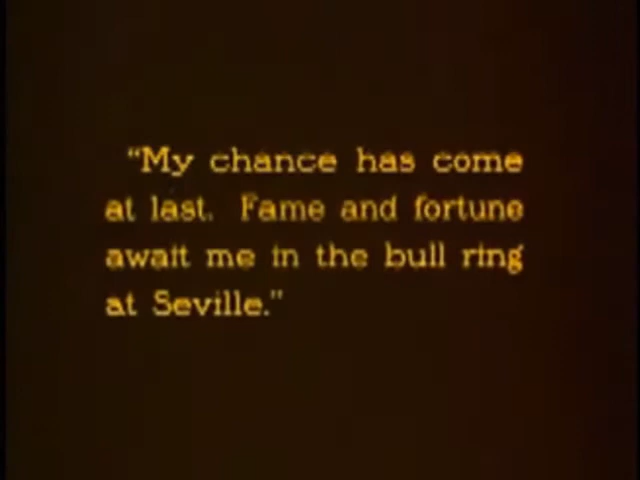 “My chance has come
at last. Fame and fortune
await me in the bull ring
at Seville.”